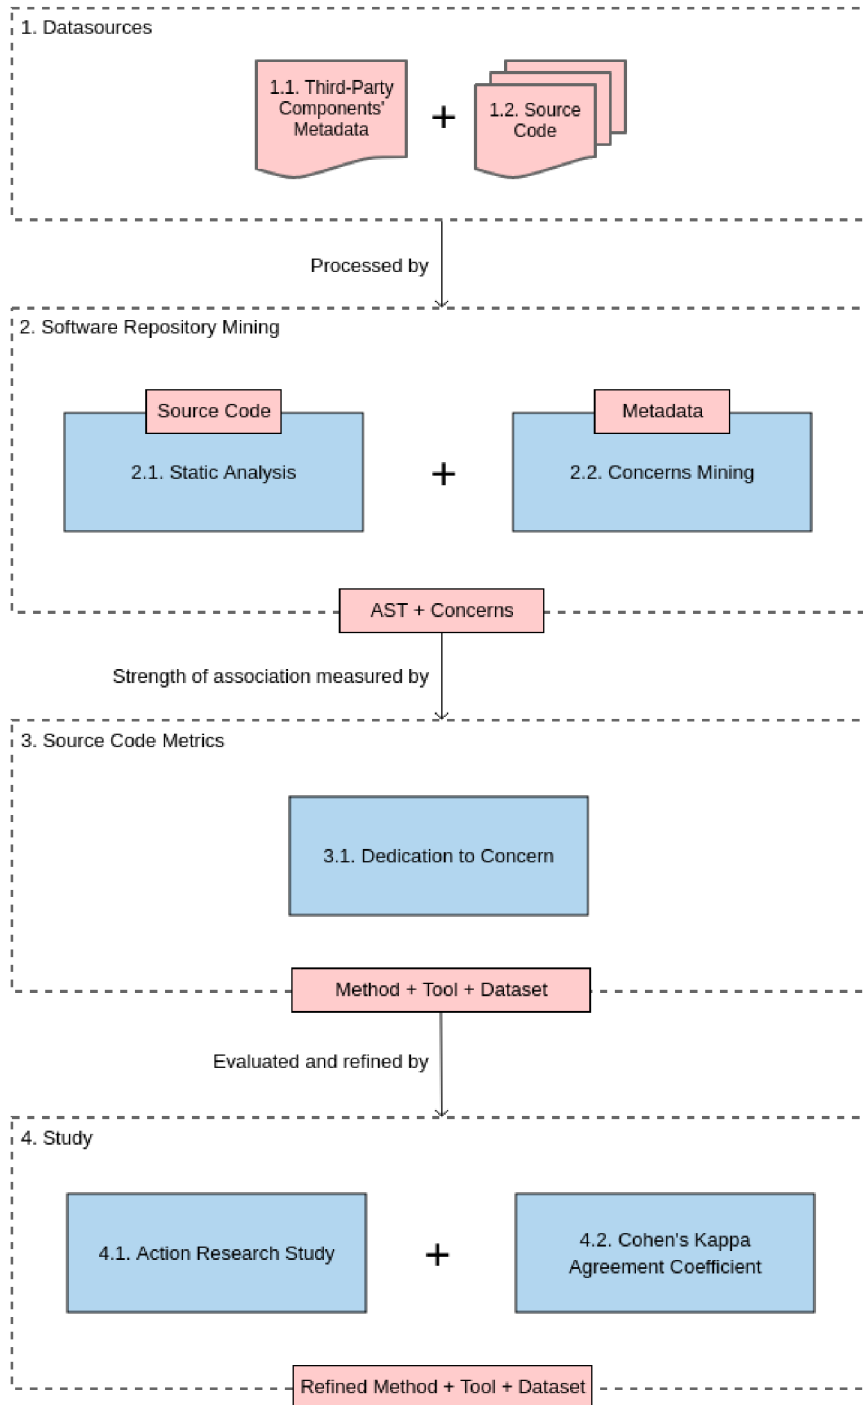 1. Datasources
1.1. Third-Party
Components'
Metadata
+
1.2. Source
Code
Processed by
2. Software Repository Mining
Source Code
Metadata
2.1. Static Analysis
+
2.2. Concerns Mining
AST + Concerns
Strength of association measured by
3. Source Code Metrics
3.1. Dedication to Concern
Method + Tool + Dataset
Evaluated and refined by
4. Study
4.1. Action Research Study
+
4.2. Cohen's Kappa
Agreement Coefficient
Refined Method + Tool + Dataset